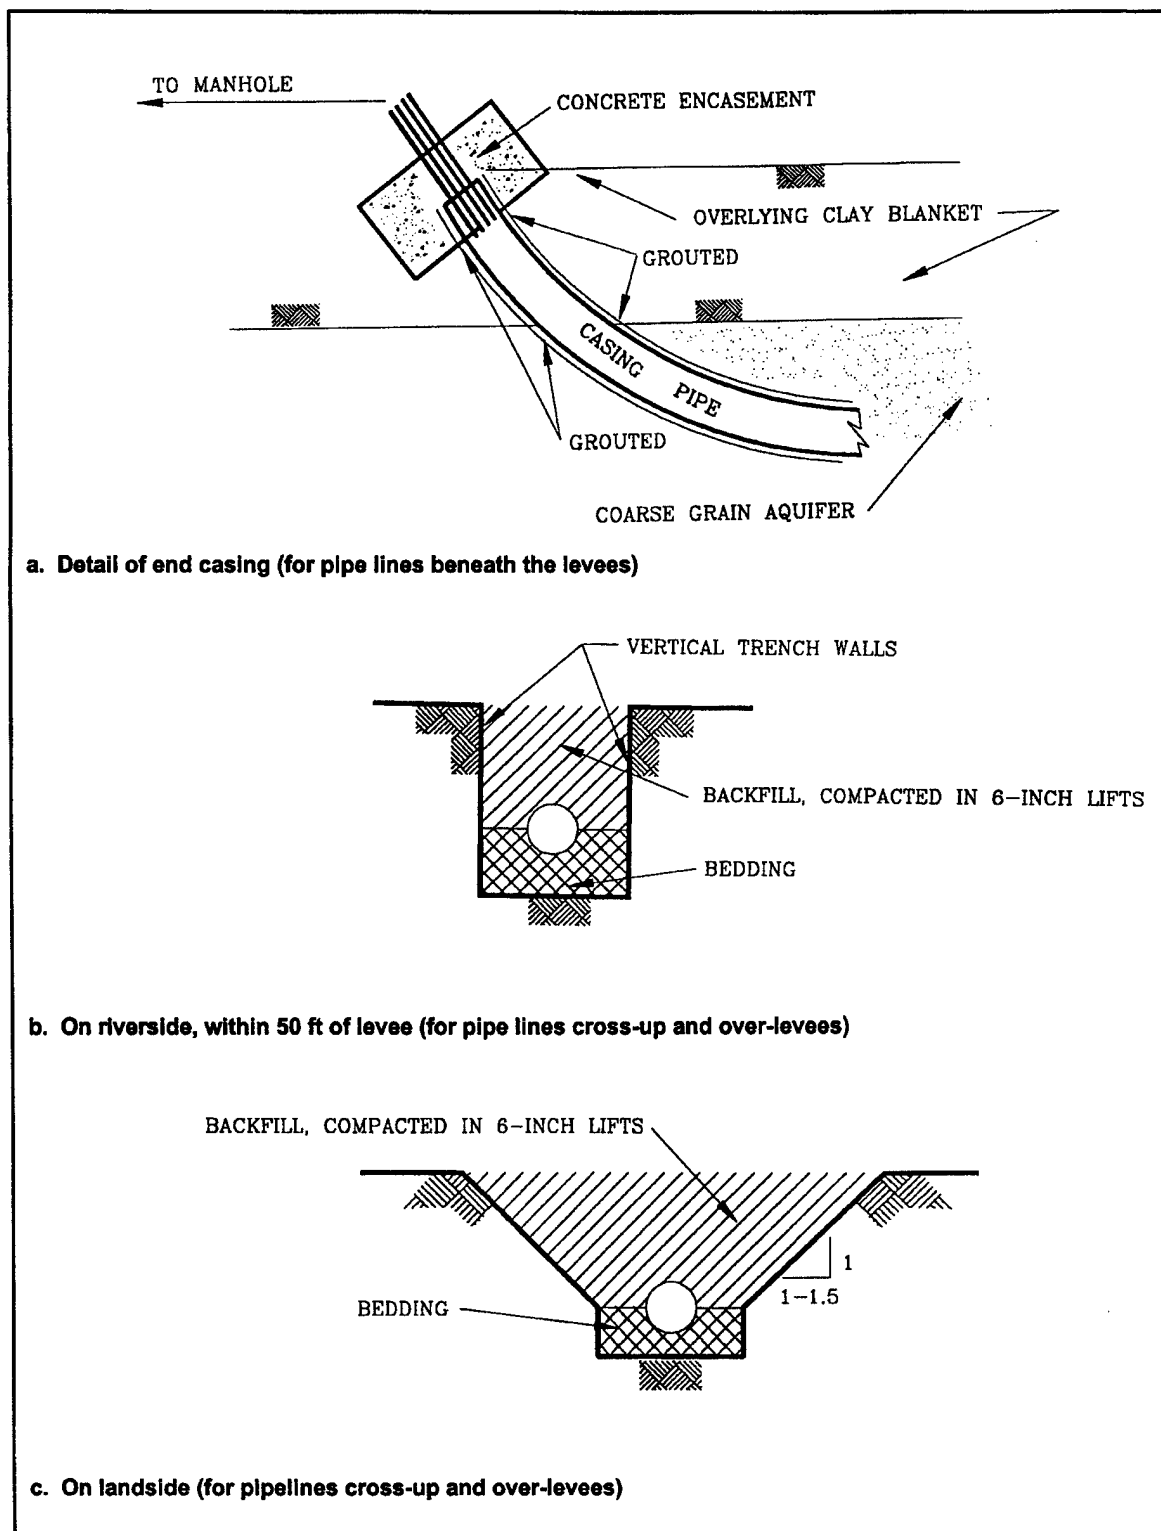 TO MANHOLE
CONCRETE ENCASEMENT
OVERLYING CLAY BLANKET
GROUTED
CASING PIPE
GROUTED
COARSE GRAIN AQUIFER
a. Detail of end casing (for pipe lines beneath the levees)
VERTICAL TRENCH WALLS
BACKFILL, COMPACTED IN 6-INCH LIFTS
BEDDING
b. On riverside, within 50 ft of levee (for pipe lines cross-up and over-levees)
BACKFILL, COMPACTED IN 6-INCH LIFTS
1
1-1.5
BEDDING
c. On landside (for pipelines cross-up and over-levees)